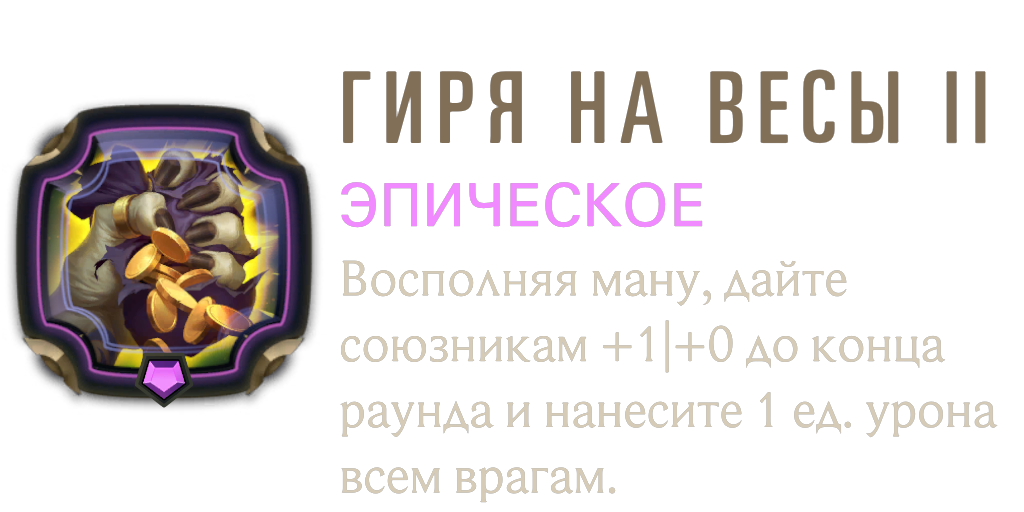 ГИРЯ НА ВЕСЫ II
ЭПИЧЕСКОЕ
Восполняя ману, дайте
союзникам +1|+0 до конца
раунда и нанесите 1 ед. урона
всем врагам.